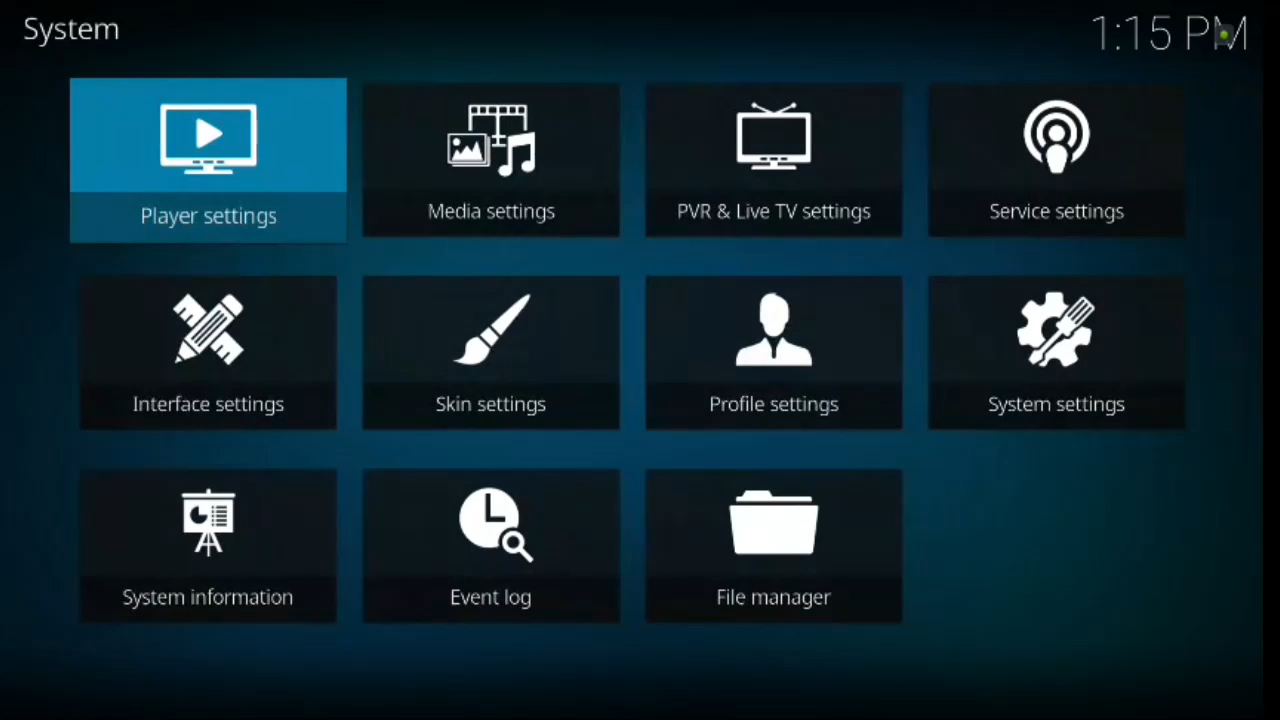 System
1:15 PM
Player settings
Media settings
PVR & Live TV settings
Service settings
Interface settings
Skin settings
Profile settings
System settings
System information
Event log
File manager